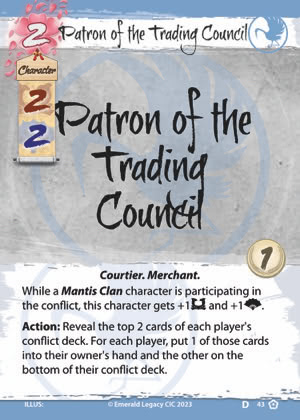 2
Patron of the Trading Council
Character
2
2
Patron of the
Trading
Council
1
Courtier. Merchant.
While a Mantis Clan character is participating
in the conflict, this character gets +1 and +1.
Action: Reveal the top 2 cards of each player's
conflict deck. For each player, put 1 of those cards
into their owner's hand and the other on the
bottom of their conflict deck.
ILLUS:
© Emerald Legacy CIC 2023
D 43